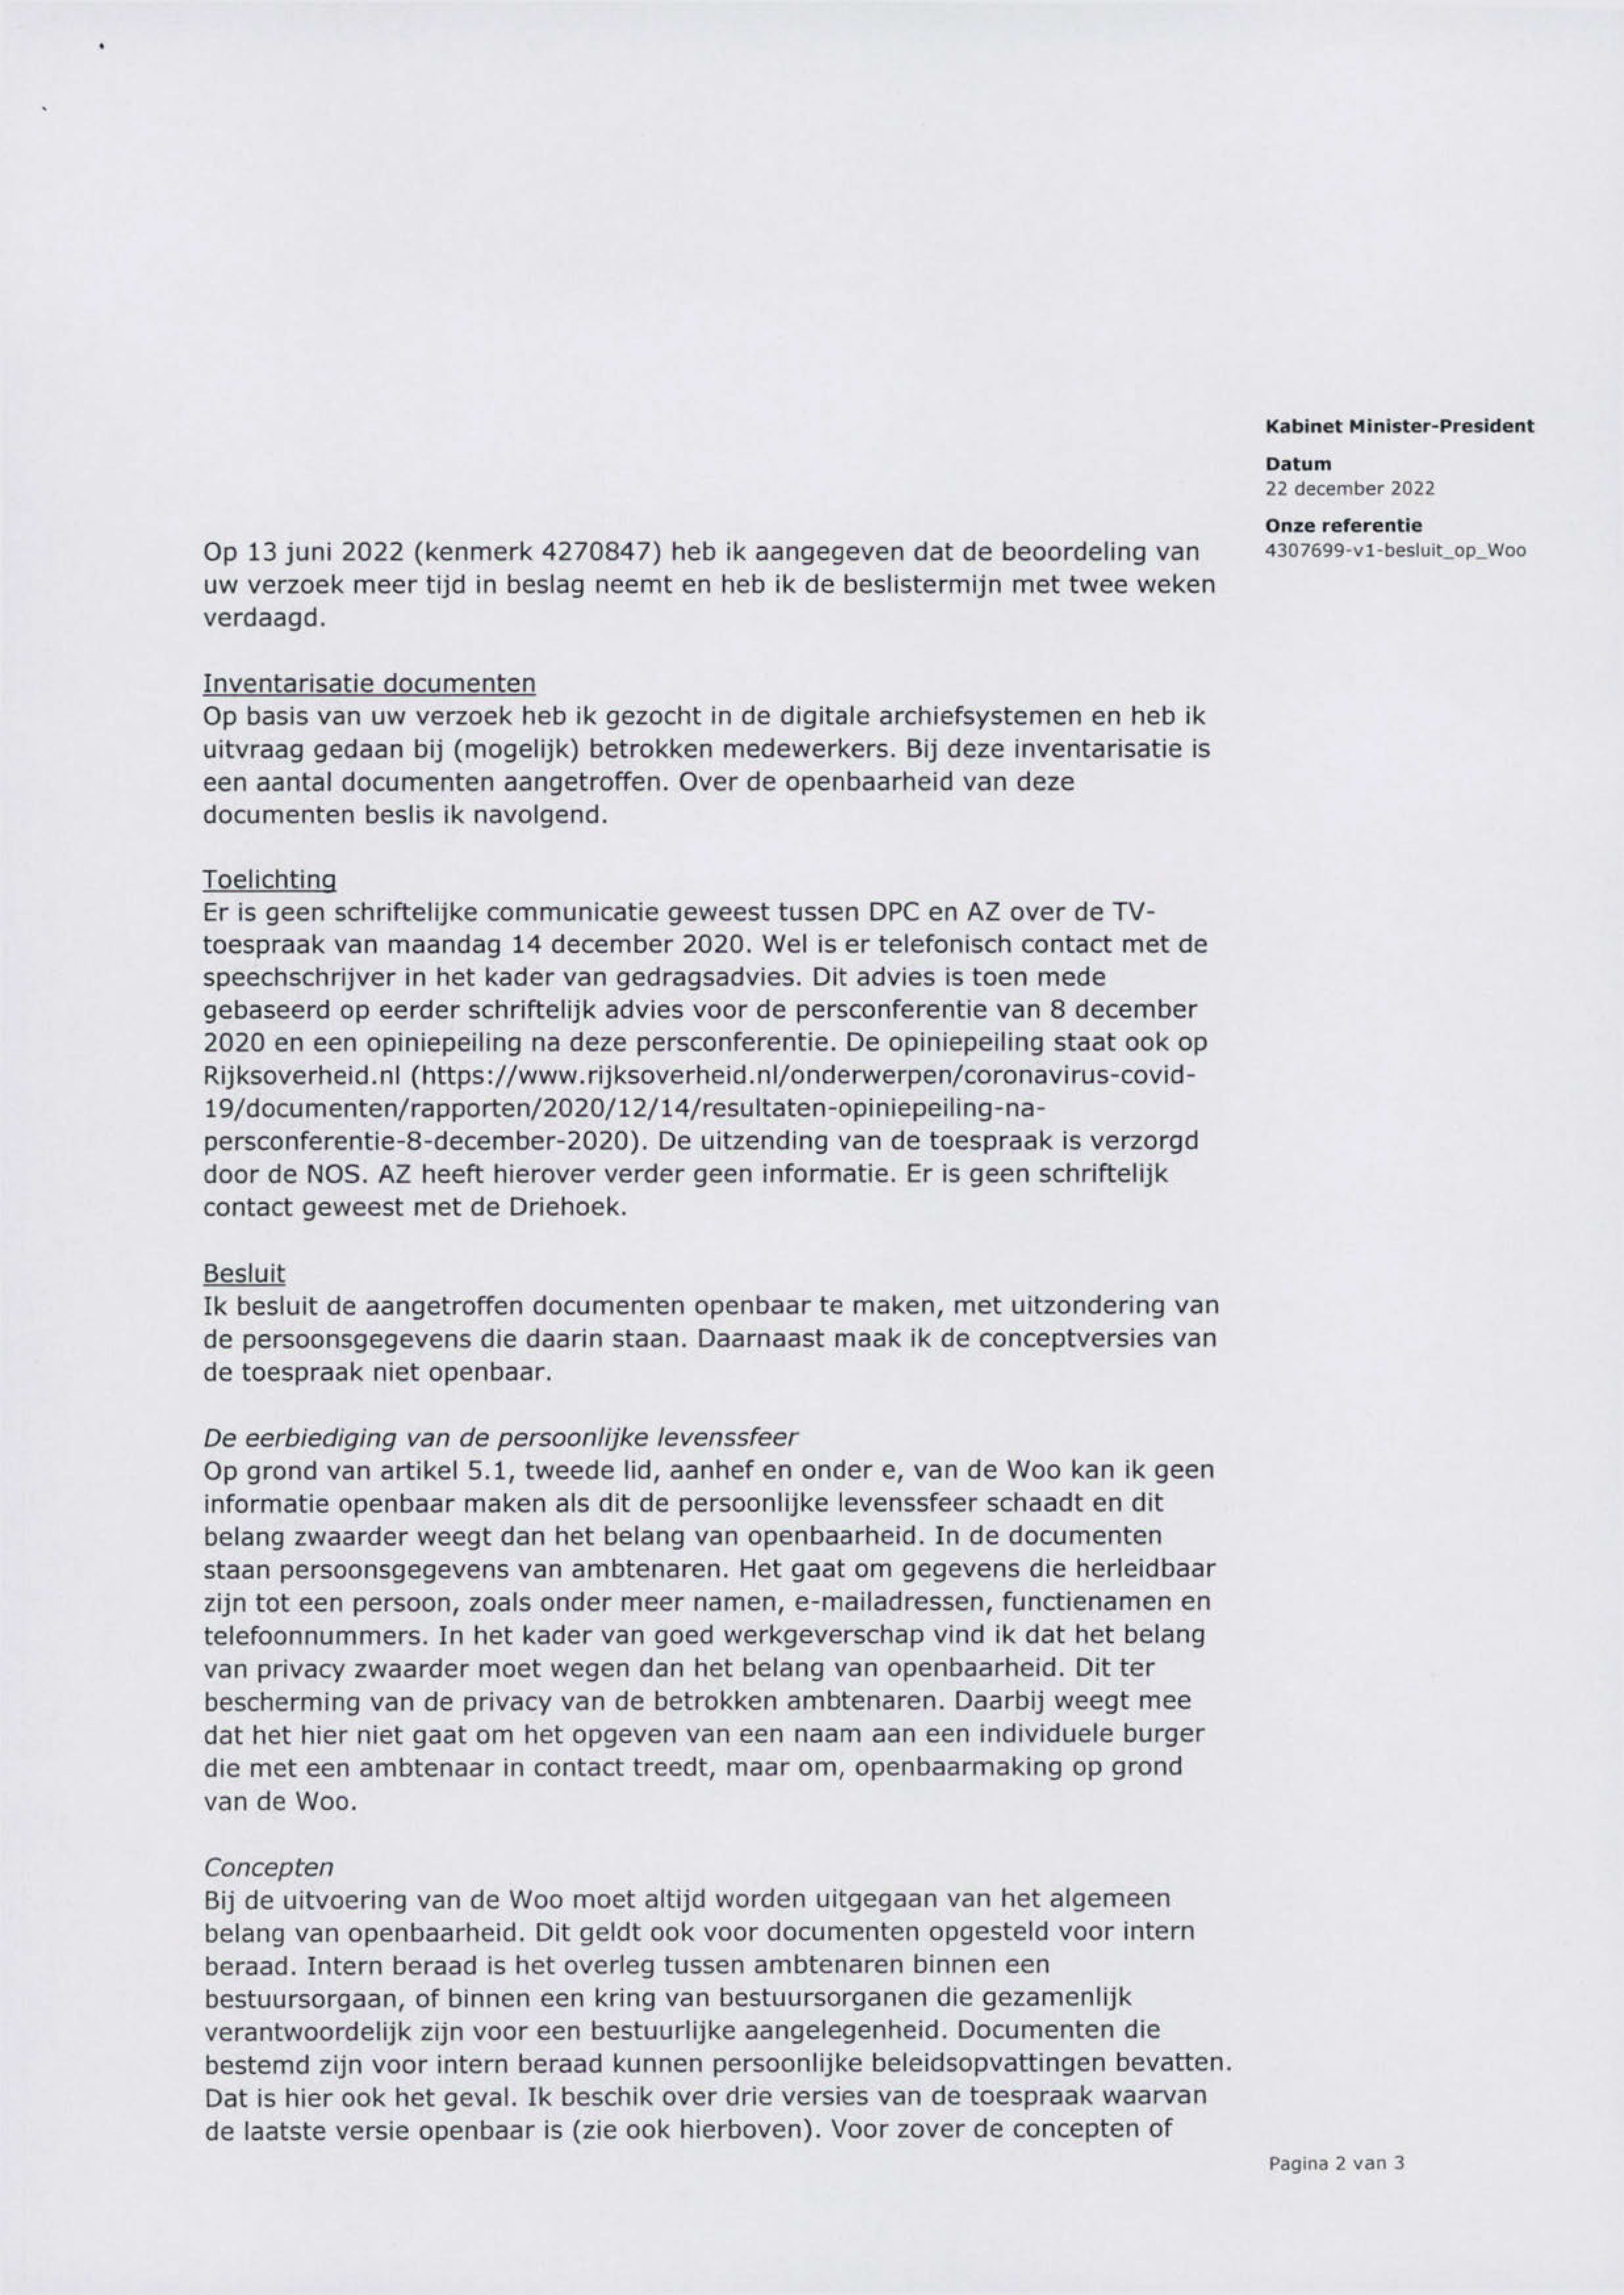 Kabinet Minister-President
Datum
22 december 2022
Onze referentie
4307699-v1-besluit_op_Woo
Op 13 juni 2022 (kenmerk 4270847) heb ik aangegeven dat de beoordeling van
uw verzoek meer tijd in beslag neemt en heb ik de beslistermijn met twee weken
verdaagd.
Inventarisatie documenten
Op basis van uw verzoek heb ik gezocht in de digitale archiefsystemen en heb ik
uitvraag gedaan bij (mogelijk) betrokken medewerkers. Bij deze inventarisatie is
een aantal documenten aangetroffen. Over de openbaarheid van deze
documenten beslis ik navolgend.
Toelichting
Er is geen schriftelijke communicatie geweest tussen DPC en AZ over de TV-
toespraak van maandag 14 december 2020. Wel is er telefonisch contact met de
speechschrijver in het kader van gedragsadvies. Dit advies is toen mede
gebaseerd op eerder schriftelijk advies voor de persconferentie van 8 december
2020 en een opiniepeiling na deze persconferentie. De opiniepeiling staat ook op
Rijksoverheid.nl (https://www.rijksoverheid.nl/onderwerpen/coronavirus-covid-
19/documenten/rapporten/2020/12/14/resultaten-opiniepeiling-na-
persconferentie-8-december-2020). De uitzending van de toespraak is verzorgd
door de NOS. AZ heeft hierover verder geen informatie. Er is geen schriftelijk
contact geweest met de Driehoek.
Besluit
Ik besluit de aangetroffen documenten openbaar te maken, met uitzondering van
de persoonsgegevens die daarin staan. Daarnaast maak ik de conceptversies van
de toespraak niet openbaar.
De eerbiediging van de persoonlijke levenssfeer
Op grond van artikel 5.1, tweede lid, aanhef en onder e, van de Woo kan ik geen
informatie openbaar maken als dit de persoonlijke levenssfeer schaadt en dit
belang zwaarder weegt dan het belang van openbaarheid. In de documenten
staan persoonsgegevens van ambtenaren. Het gaat om gegevens die herleidbaar
zijn tot een persoon, zoals onder meer namen, e-mailadressen, functienamen en
telefoonnummers. In het kader van goed werkgeverschap vind ik dat het belang
van privacy zwaarder moet wegen dan het belang van openbaarheid. Dit ter
bescherming van de privacy van de betrokken ambtenaren. Daarbij weegt mee
dat het hier niet gaat om het opgeven van een naam aan een individuele burger
die met een ambtenaar in contact treedt, maar om, openbaarmaking op grond
van de Woo.
Concepten
Bij de uitvoering van de Woo moet altijd worden uitgegaan van het algemeen
belang van openbaarheid. Dit geldt ook voor documenten opgesteld voor intern
beraad. Intern beraad is het overleg tussen ambtenaren binnen een
bestuursorgaan, of binnen een kring van bestuursorganen die gezamenlijk
verantwoordelijk zijn voor een bestuurlijke aangelegenheid. Documenten die
bestemd zijn voor intern beraad kunnen persoonlijke beleidsopvattingen bevatten.
Dat is hier ook het geval. Ik beschik over drie versies van de toespraak waarvan
de laatste versie openbaar is (zie ook hierboven). Voor zover de concepten of
Pagina 2 van 3